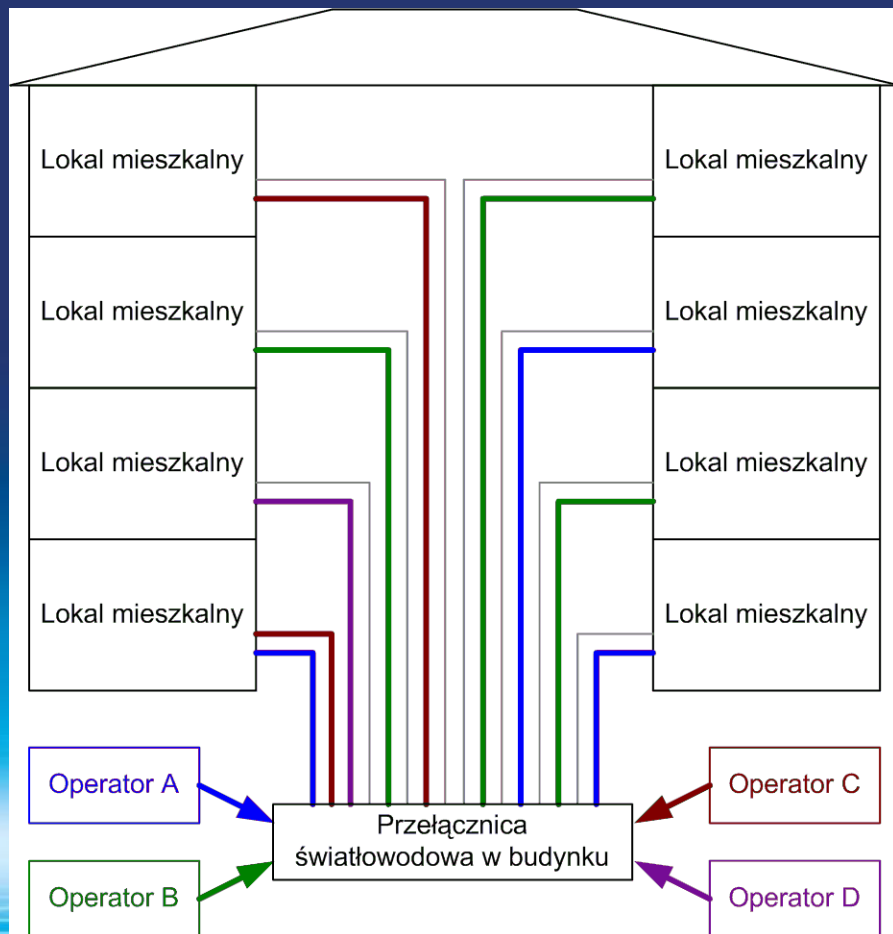 Lokal mieszkalny
Lokal mieszkalny
Lokal mieszkalny
Lokal mieszkalny
Lokal mieszkalny
Lokal mieszkalny
Lokal mieszkalny
Lokal mieszkalny
Operator A
Operator C
Przełącznica
światłowodowa w budynku
Operator B
Operator D